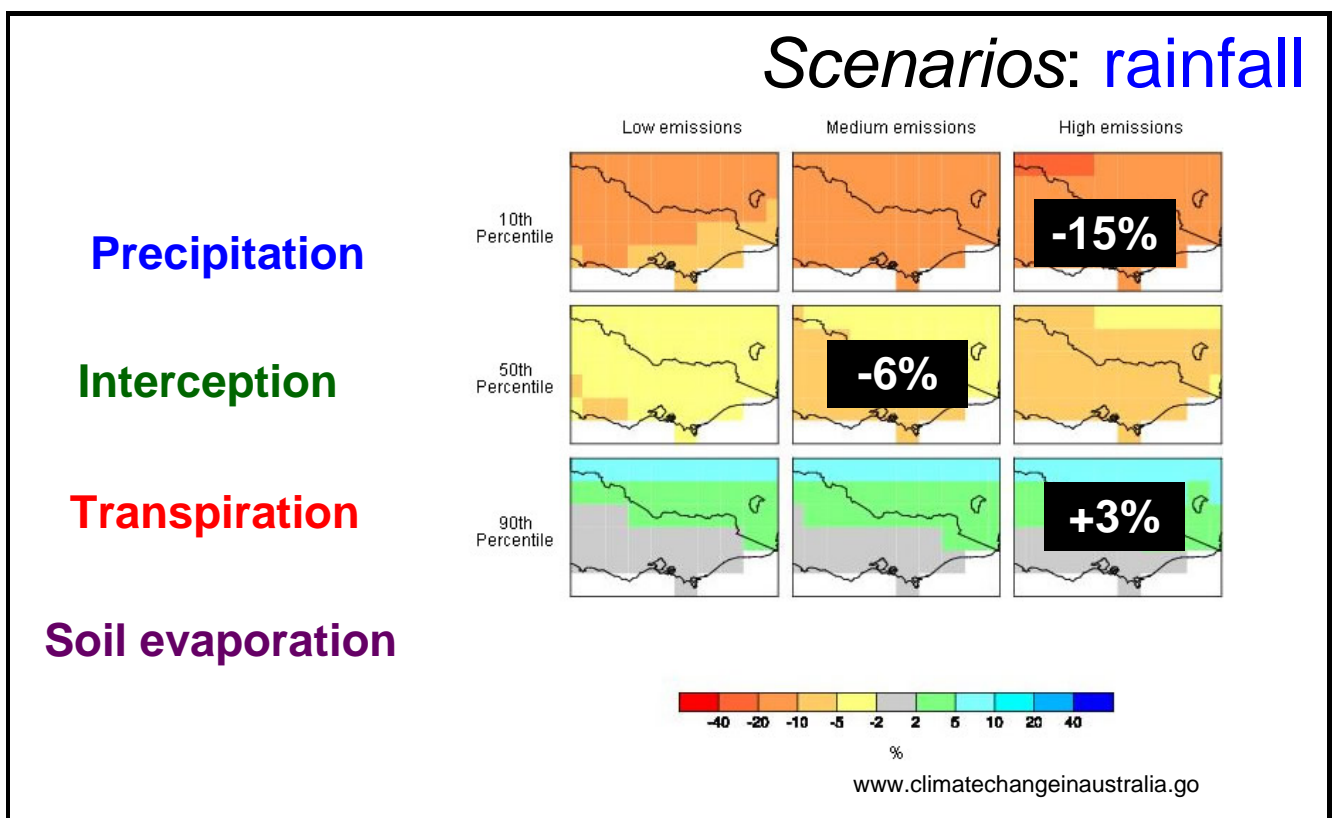 Scenarios: rainfall
Low emissions Medium emissions High emissions
Precipitation
10th
Percentile
-15%
Interception
50th
Percentile
-6%
Transpiration
90th
Percentile
+3%
Soil evaporation
-40 -20 -10 -5 -2 2 5 10 20 40
%
www.climatechangeinaustralia.go